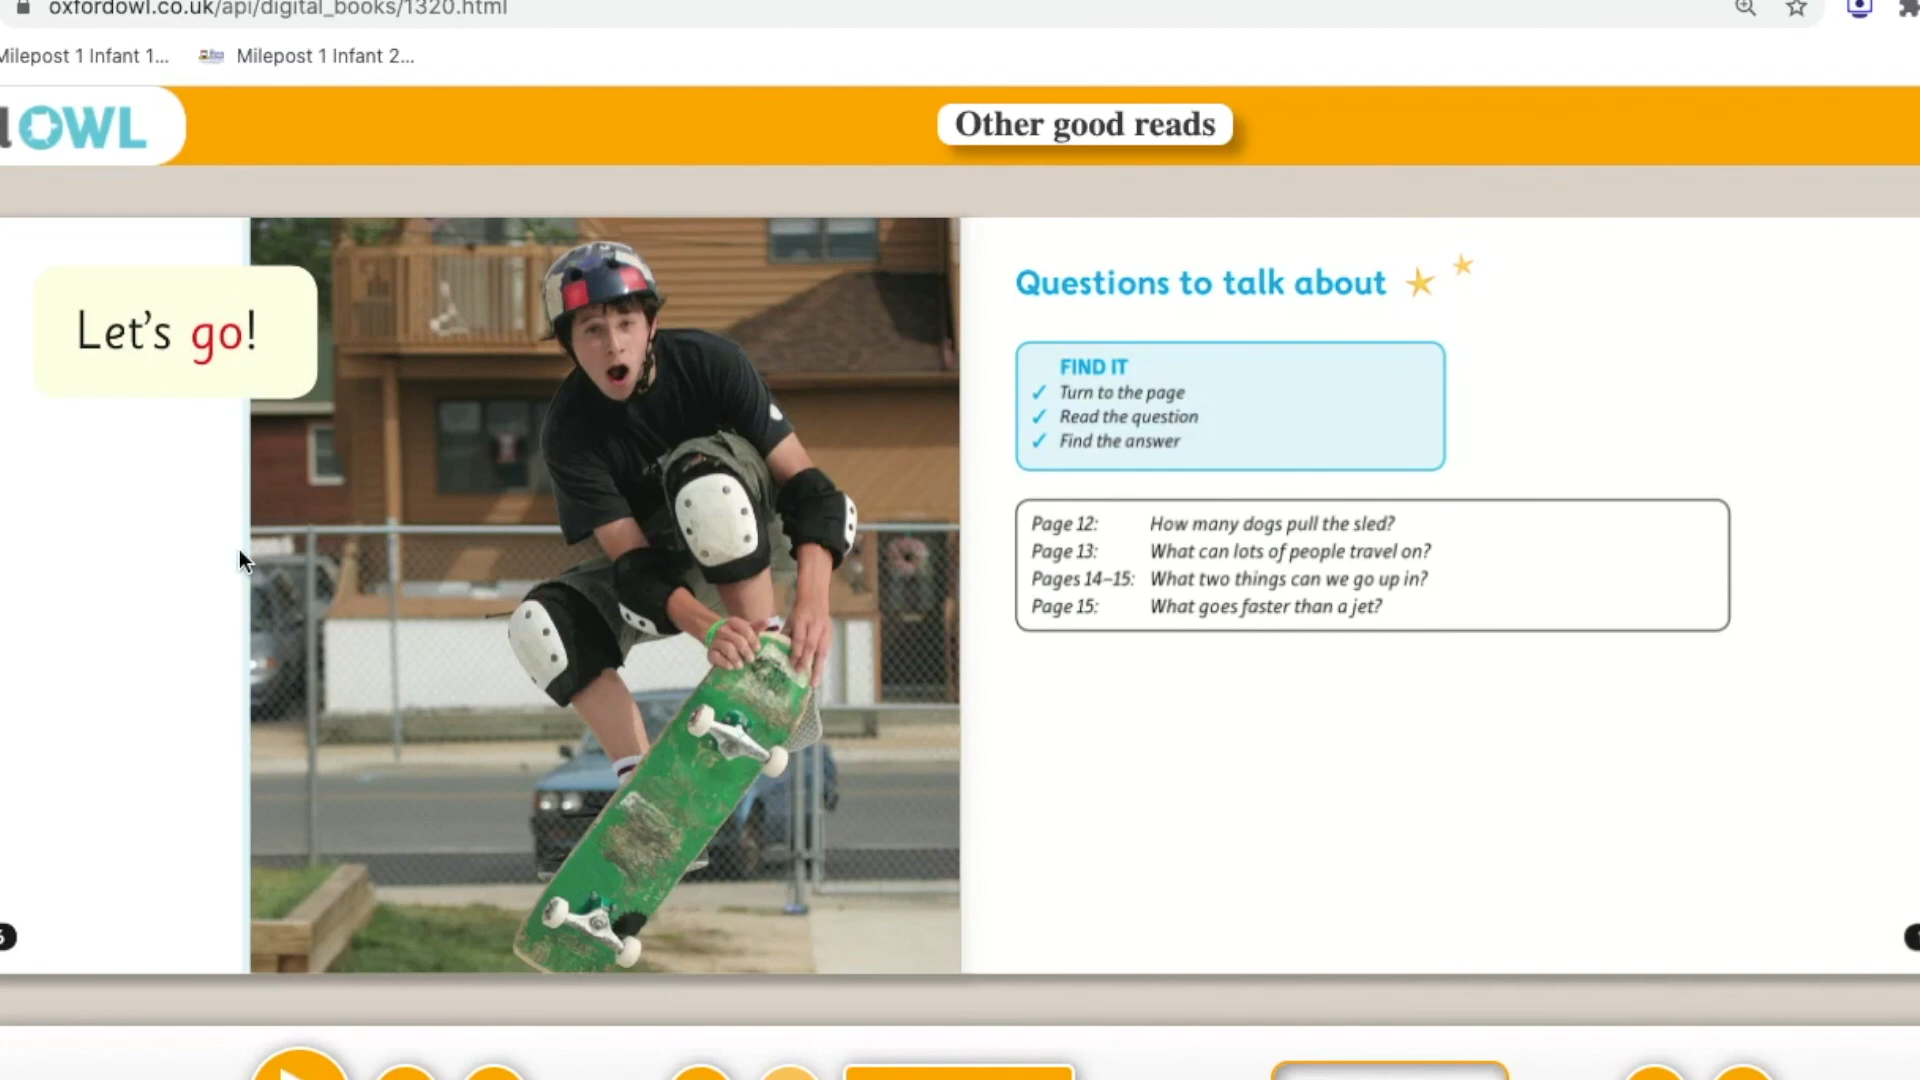 oxfordowl.co.uk/api/digital_books/1320.html
Milepost 1 Infant 1...
Milepost 1 Infant 2...
OWL
Other good reads
Let's go!
Questions to talk about
FIND IT
✓ Turn to the page
✓ Read the question
✓ Find the answer
Page 12: How many dogs pull the sled?
Page 13: What can lots of people travel on?
Pages 14–15: What two things can we go up in?
Page 15: What goes faster than a jet?